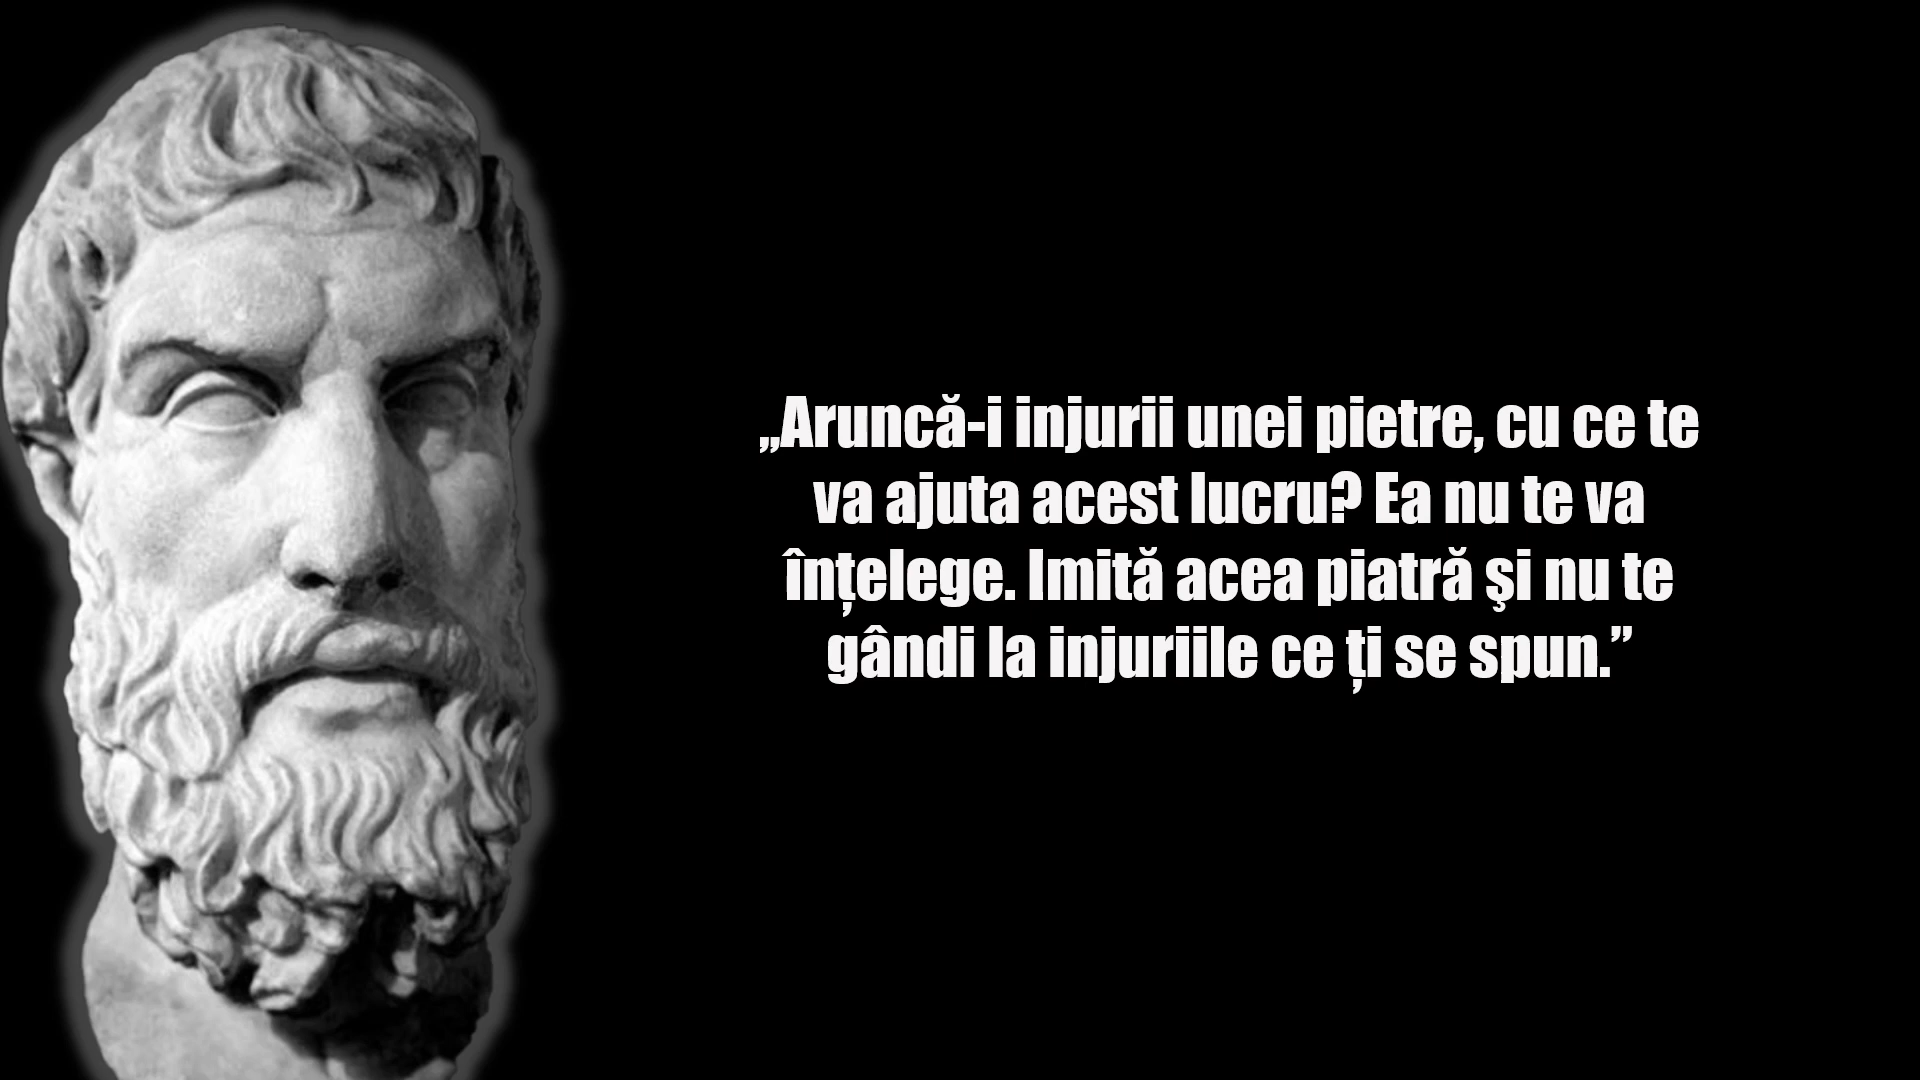 „Aruncă-i injurii unei pietre, cu ce te
va ajuta acest lucru? Ea nu te va
înțelege. Imită acea piatră şi nu te
gândi la injuriile ce ți se spun.”